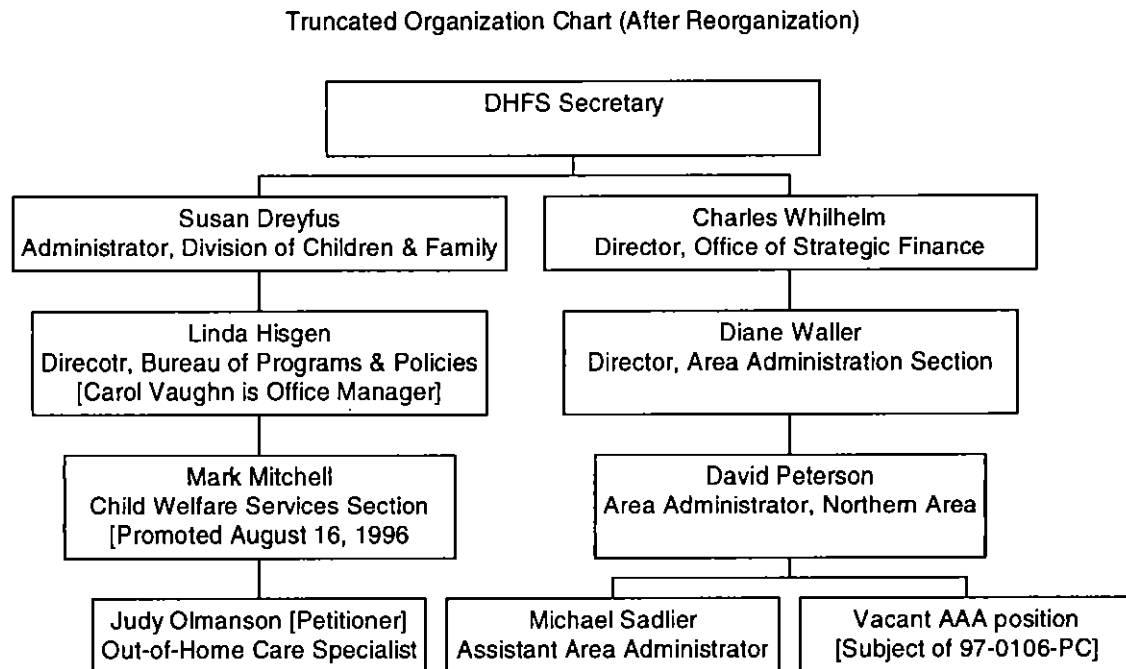 Truncated Organization Chart (After Reorganization)
DHFS Secretary
Susan Dreyfus
Administrator, Division of Children & Family
Charles Whilhelm
Director, Office of Strategic Finance
Linda Hisgen
Direcotr, Bureau of Programs & Policies
[Carol Vaughn is Office Manager]
Diane Waller
Director, Area Administration Section
Mark Mitchell
Child Welfare Services Section
[Promoted August 16, 1996
David Peterson
Area Administrator, Northern Area
Judy Olmanson [Petitioner]
Out-of-Home Care Specialist
Michael Sadlier
Assistant Area Administrator
Vacant AAA position
[Subject of 97-0106-PC]